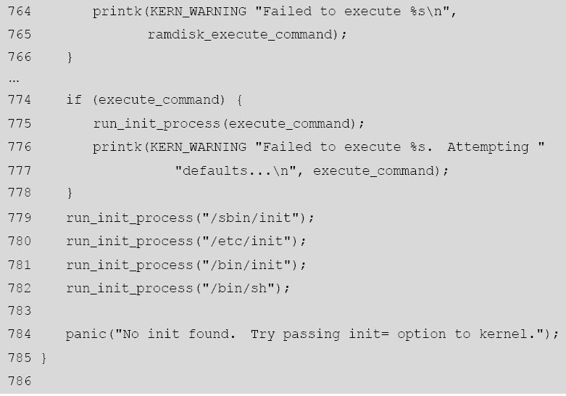 764        printk(KERN_WARNING "Failed to execute %s\n",
765                ramdisk_execute_command);
766    }
...
774    if (execute_command) {
775        run_init_process(execute_command);
776        printk(KERN_WARNING "Failed to execute %s.  Attempting "
777                    "defaults...\n", execute_command);
778    }
779    run_init_process("/sbin/init");
780    run_init_process("/etc/init");
781    run_init_process("/bin/init");
782    run_init_process("/bin/sh");
783
784    panic("No init found.  Try passing init= option to kernel.");
785 }
786